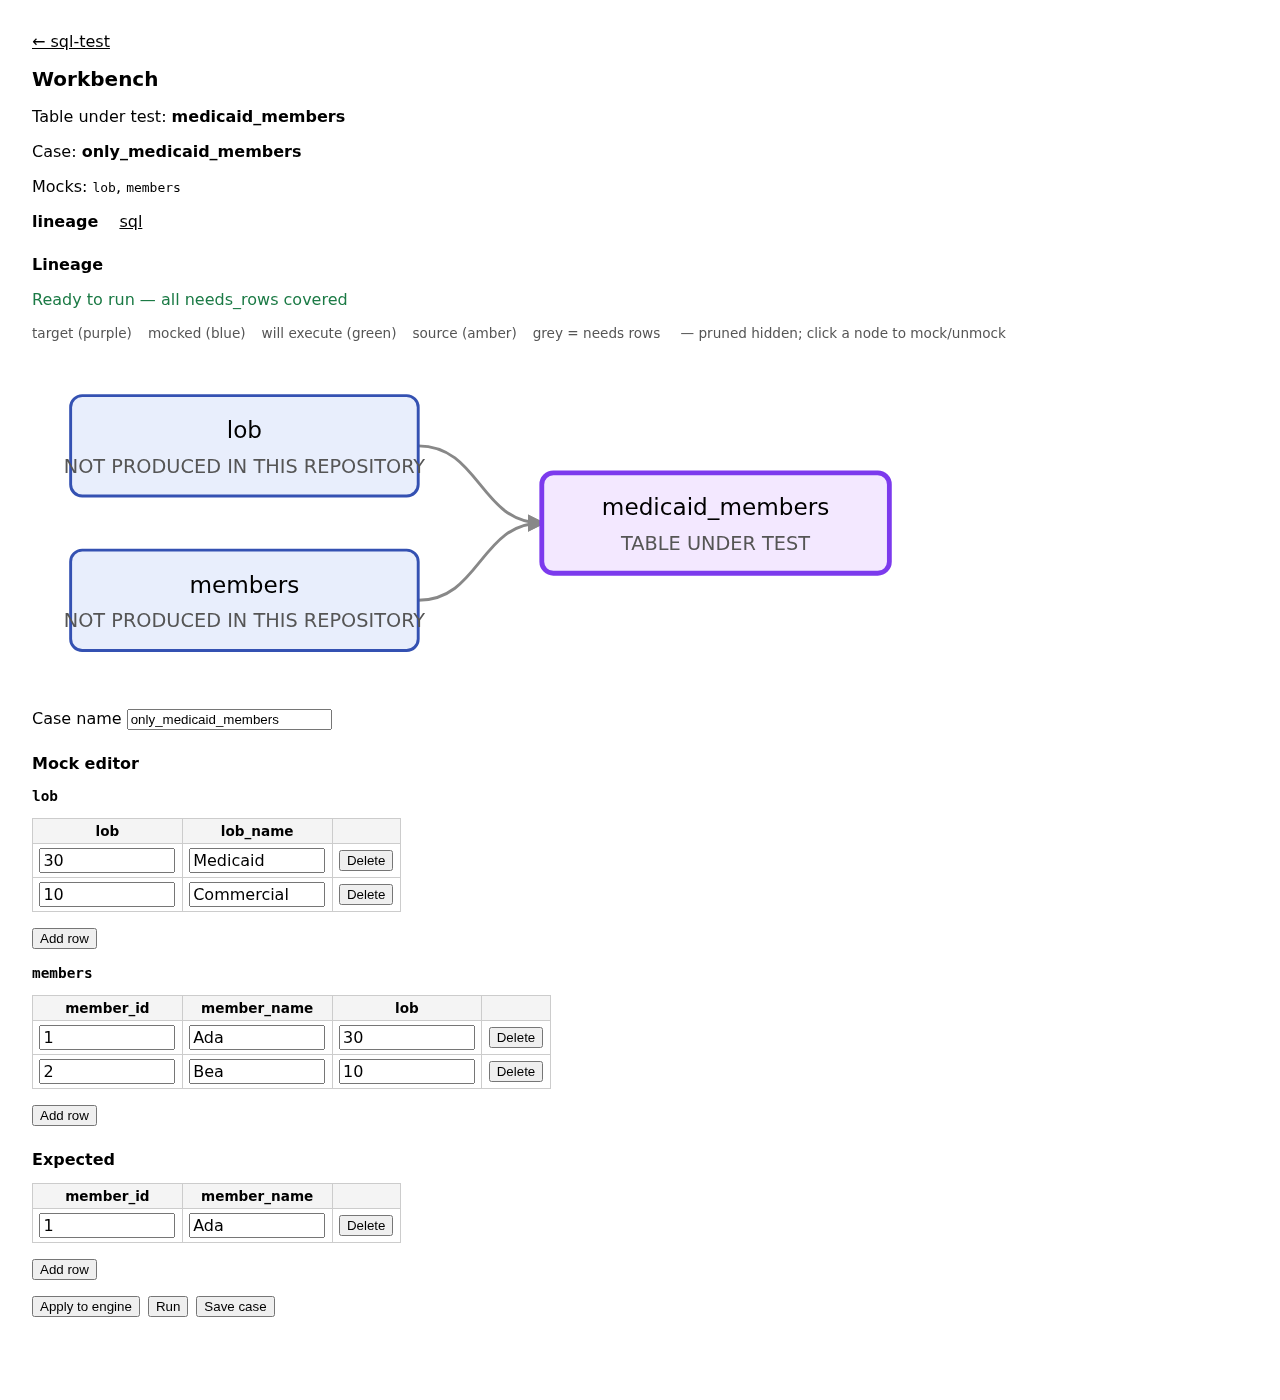 ← sql-test
Workbench
Table under test: medicaid_members
Case: only_medicaid_members
Mocks: lob, members
lineage sql
Lineage
Ready to run — all needs_rows covered
target (purple) mocked (blue) will execute (green) source (amber) grey = needs rows — pruned hidden; click a node to mock/unmock
lob
NOT PRODUCED IN THIS REPOSITORY
medicaid_members
TABLE UNDER TEST
members
NOT PRODUCED IN THIS REPOSITORY
Case name only_medicaid_members
Mock editor
lob
lob lob_name
30 Medicaid Delete
10 Commercial Delete
Add row
members
member_id member_name lob
1 Ada 30 Delete
2 Bea 10 Delete
Add row
Expected
member_id member_name
1 Ada Delete
Add row
Apply to engine Run Save case